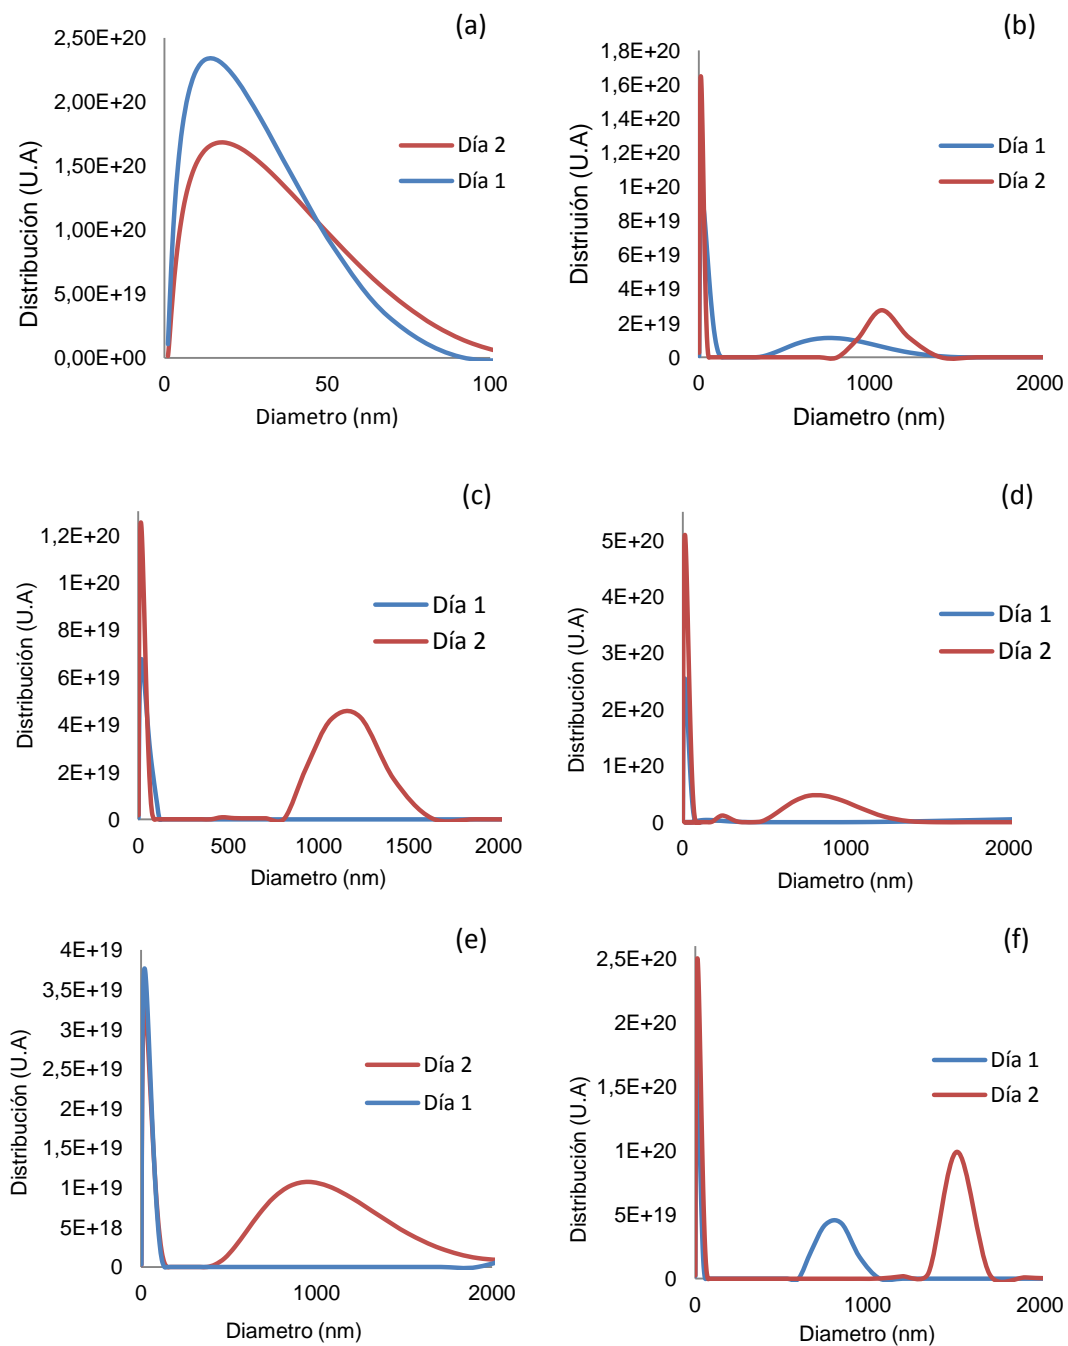 (a)
2,50E+20
2,00E+20
1,50E+20
1,00E+20
5,00E+19
0,00E+00
Distribución (U.A)
Día 2
Día 1
0
50
100
Diametro (nm)
(b)
1,8E+20
1,6E+20
1,4E+20
1,2E+20
1E+20
8E+19
6E+19
4E+19
2E+19
0
Distriuión (U.A)
Día 1
Día 2
0
1000
2000
Diametro (nm)
(c)
1,2E+20
1E+20
8E+19
6E+19
4E+19
2E+19
0
Distribución (U.A)
Día 1
Día 2
0
500
1000
1500
2000
Diametro (nm)
(d)
5E+20
4E+20
3E+20
2E+20
1E+20
0
Distribución (U.A)
Día 1
Día 2
0
1000
2000
Diametro (nm)
(e)
4E+19
3,5E+19
3E+19
2,5E+19
2E+19
1,5E+19
1E+19
5E+18
0
Distribución (U.A)
Día 2
Día 1
0
1000
2000
Diametro (nm)
(f)
2,5E+20
2E+20
1,5E+20
1E+20
5E+19
0
Distribución (U.A)
Día 1
Día 2
0
1000
2000
Diametro (nm)